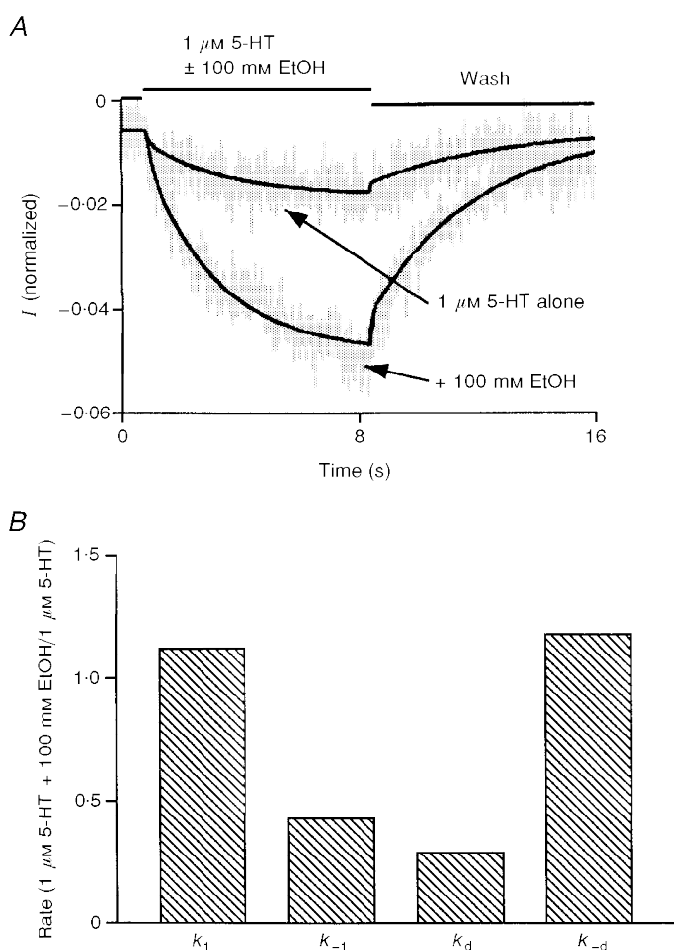 A
1 μM 5-HT
± 100 mM EtOH
Wash
0
−0·02
−0·04
−0·06
I (normalized)
1 μM 5-HT alone
+ 100 mM EtOH
0
8
16
Time (s)
B
Rate (1 μM 5-HT + 100 mM EtOH/1 μM 5-HT)
1·5
1·0
0·5
0
k₁
k₋₁
k_d
k_−d